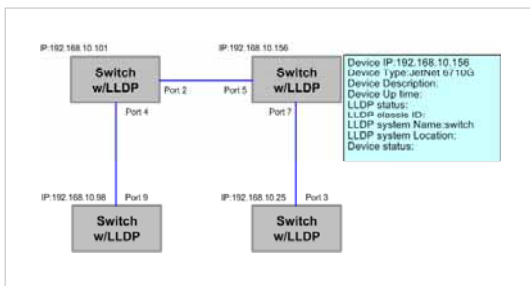 IP:192.168.10.101
IP:192.168.10.156
Switch
w/LLDP
Port 2
Port 5
Switch
w/LLDP
Port 4
Port 7
Device IP:192.168.10.156
Device Type:JetNet 6710G
Device Description:
Device Up time:
LLDP status:
LLDP classis ID:
LLDP system Name:switch
LLDP system Location:
Device status:
IP:192.168.10.98
Port 9
IP:192.168.10.25
Port 3
Switch
w/LLDP
Switch
w/LLDP